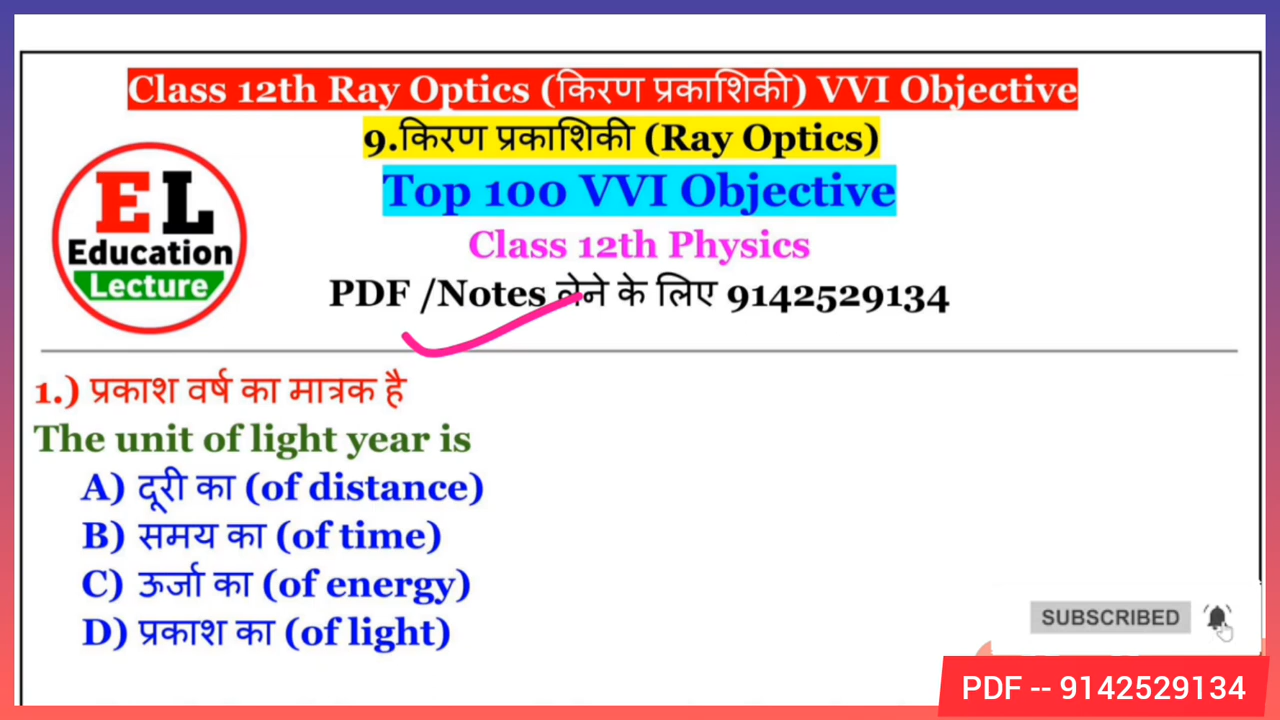 Class 12th Ray Optics (किरण प्रकाशिकी) VVI Objective
9.किरण प्रकाशिकी (Ray Optics)
Top 100 VVI Objective
Class 12th Physics
PDF /Notes लेने के लिए 9142529134
EL
Education
Lecture
1.) प्रकाश वर्ष का मात्रक है
The unit of light year is
A) दूरी का (of distance)
B) समय का (of time)
C) ऊर्जा का (of energy)
D) प्रकाश का (of light)
SUBSCRIBED
PDF -- 9142529134